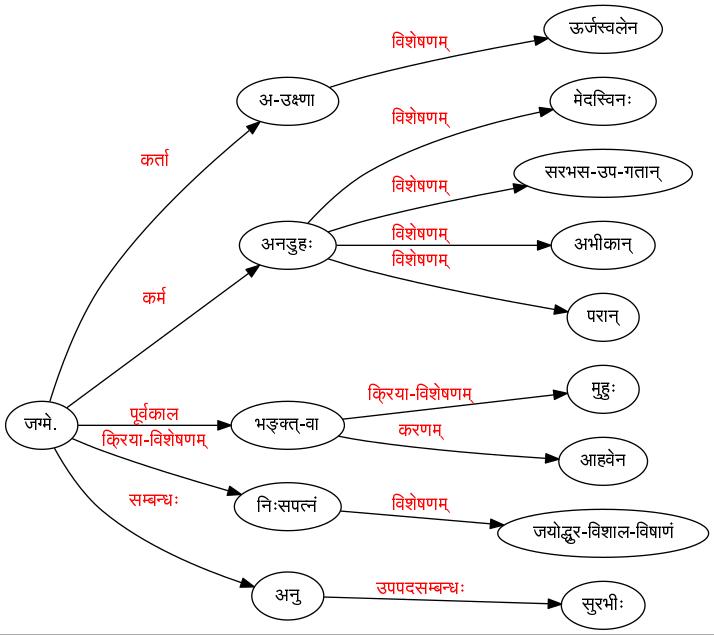 ऊर्जस्वलेन
विशेषणम्
अ-उक्ष्णा
मेदस्विनः
विशेषणम्
कर्ता
सरभस-उप-गतान्
विशेषणम्
विशेषणम्
अनडुहः
अभीकान्
विशेषणम्
कर्म
परान्
मुहुः
क्रिया-विशेषणम्
पूर्वकाल
जग्मे.
भङ्क्त्-वा
करणम्
क्रिया-विशेषणम्
आहवेन
सम्बन्धः
विशेषणम्
निःसपत्नं
जयोद्धुर-विशाल-विषाणं
उपपदसम्बन्धः
अनु
सुरभीः